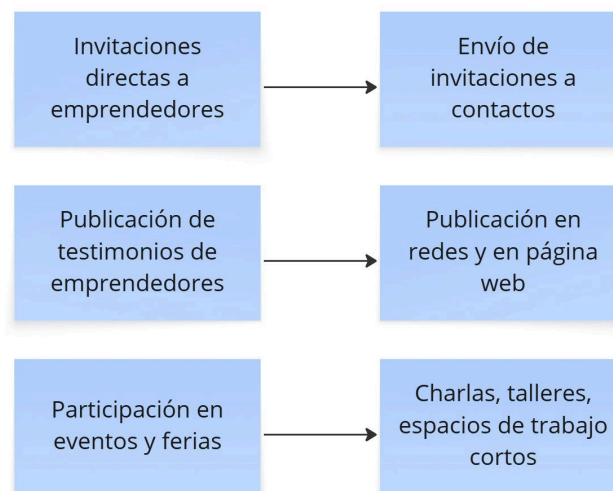 Invitaciones
directas a
emprendedores
Envío de
invitaciones a
contactos
Publicación de
testimonios de
emprendedores
Publicación en
redes y en página
web
Participación en
eventos y ferias
Charlas, talleres,
espacios de trabajo
cortos